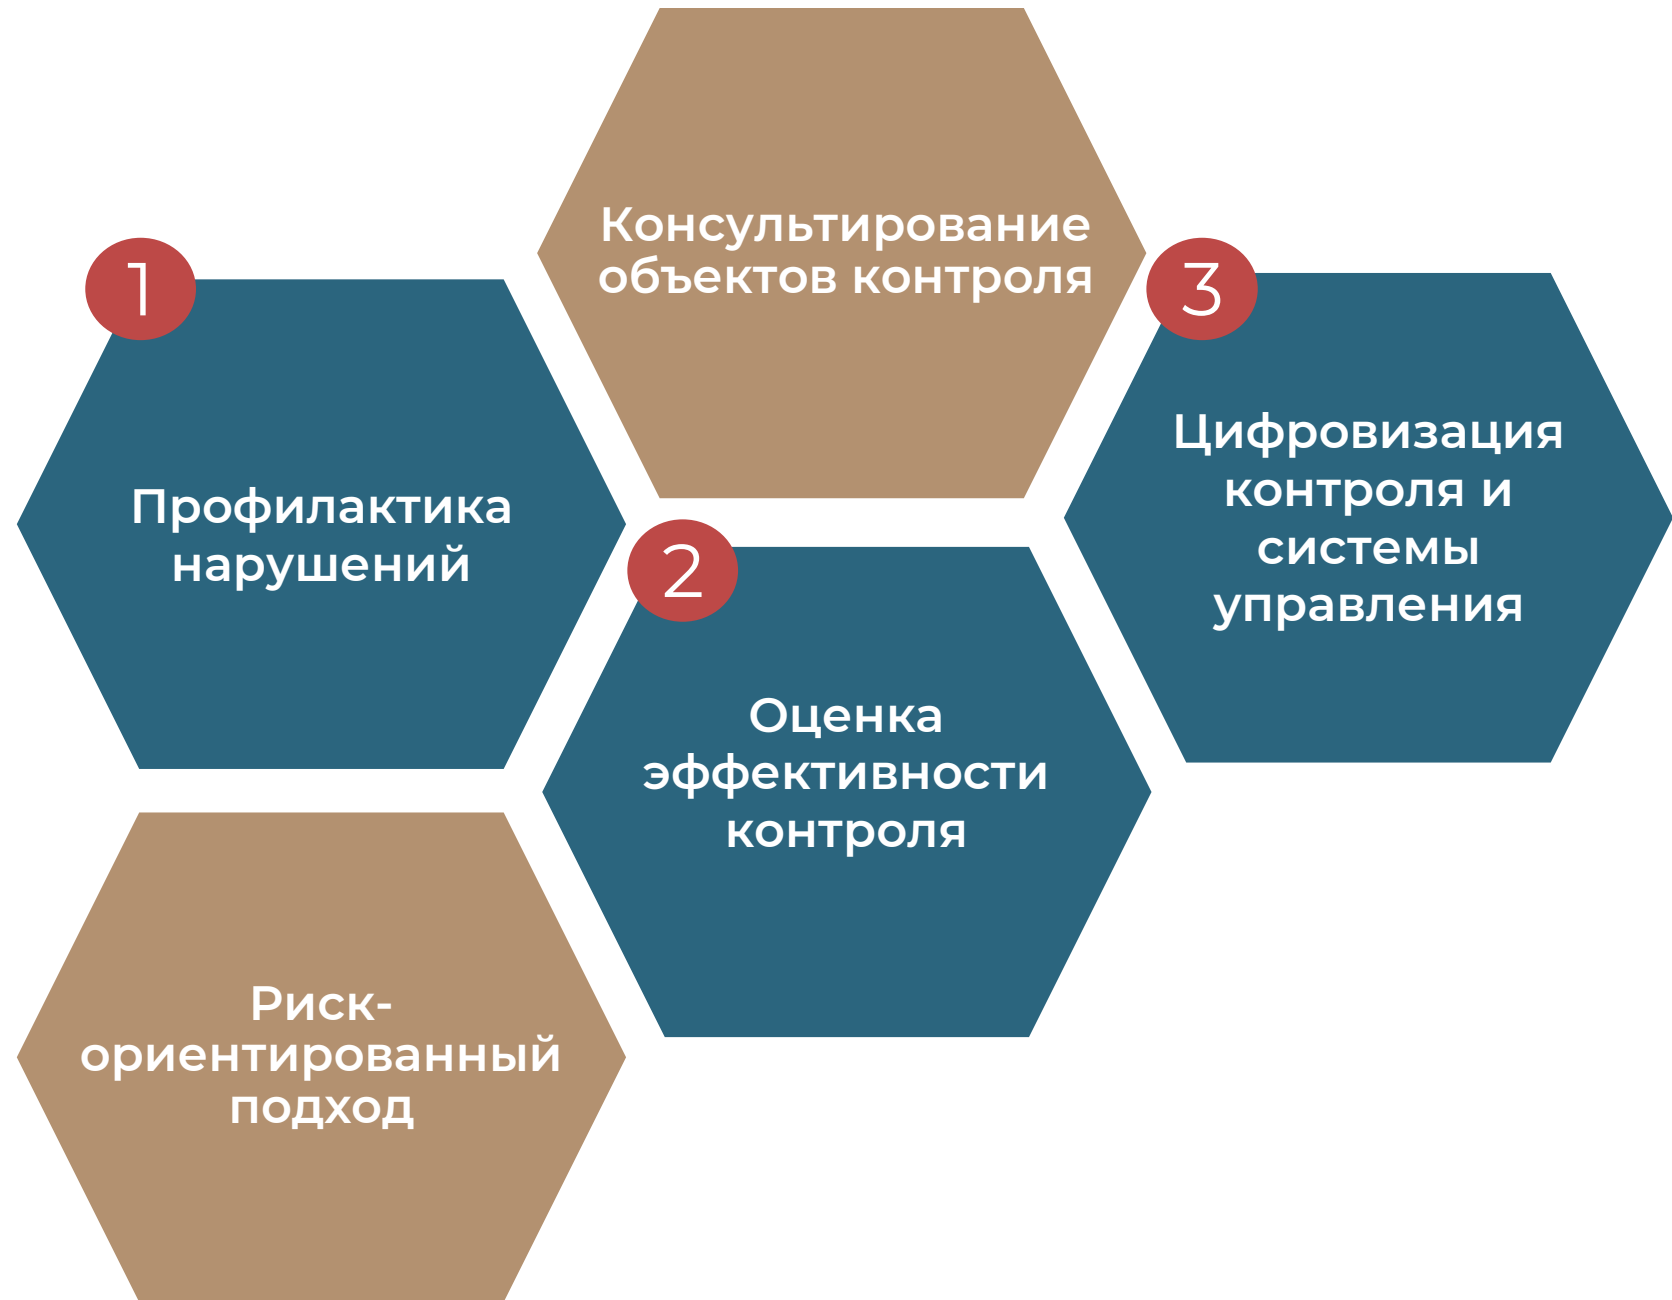 Консультирование
объектов контроля
1
Профилактика
нарушений
3
Цифровизация
контроля и
системы
управления
2
Оценка
эффективности
контроля
Риск-
ориентированный
подход